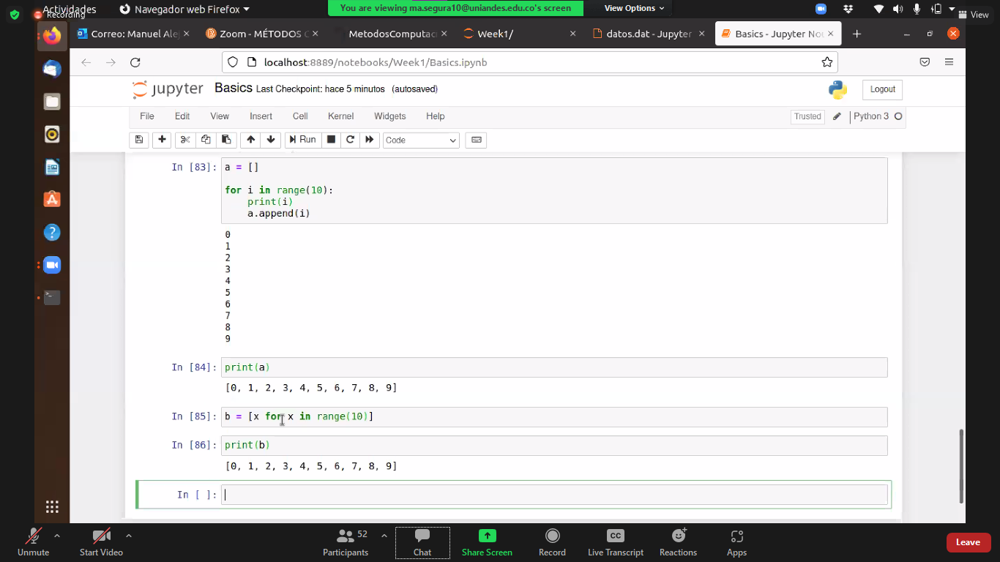 Actividades
Recording
Navegador web Firefox
You are viewing ma.segura10@uniandes.edu.co's screen
View Options
View
Correo: Manuel Ale
Zoom - MÉTODOS C
MetodosComputac
Week1/
datos.dat - Jupyter
Basics - Jupyter No
localhost:8889/notebooks/Week1/Basics.ipynb
jupyter Basics Last Checkpoint: hace 5 minutos (autosaved)
Logout
File Edit View Insert Cell Kernel Widgets Help
Trusted Python 3
Run Code
In [83]: a = []
for i in range(10):
    print(i)
    a.append(i)
0
1
2
3
4
5
6
7
8
9
In [84]: print(a)
[0, 1, 2, 3, 4, 5, 6, 7, 8, 9]
In [85]: b = [x for x in range(10)]
In [86]: print(b)
[0, 1, 2, 3, 4, 5, 6, 7, 8, 9]
In [ ]:
Unmute
Start Video
52
Participants
Chat
Share Screen
Record
Live Transcript
Reactions
Apps
Leave